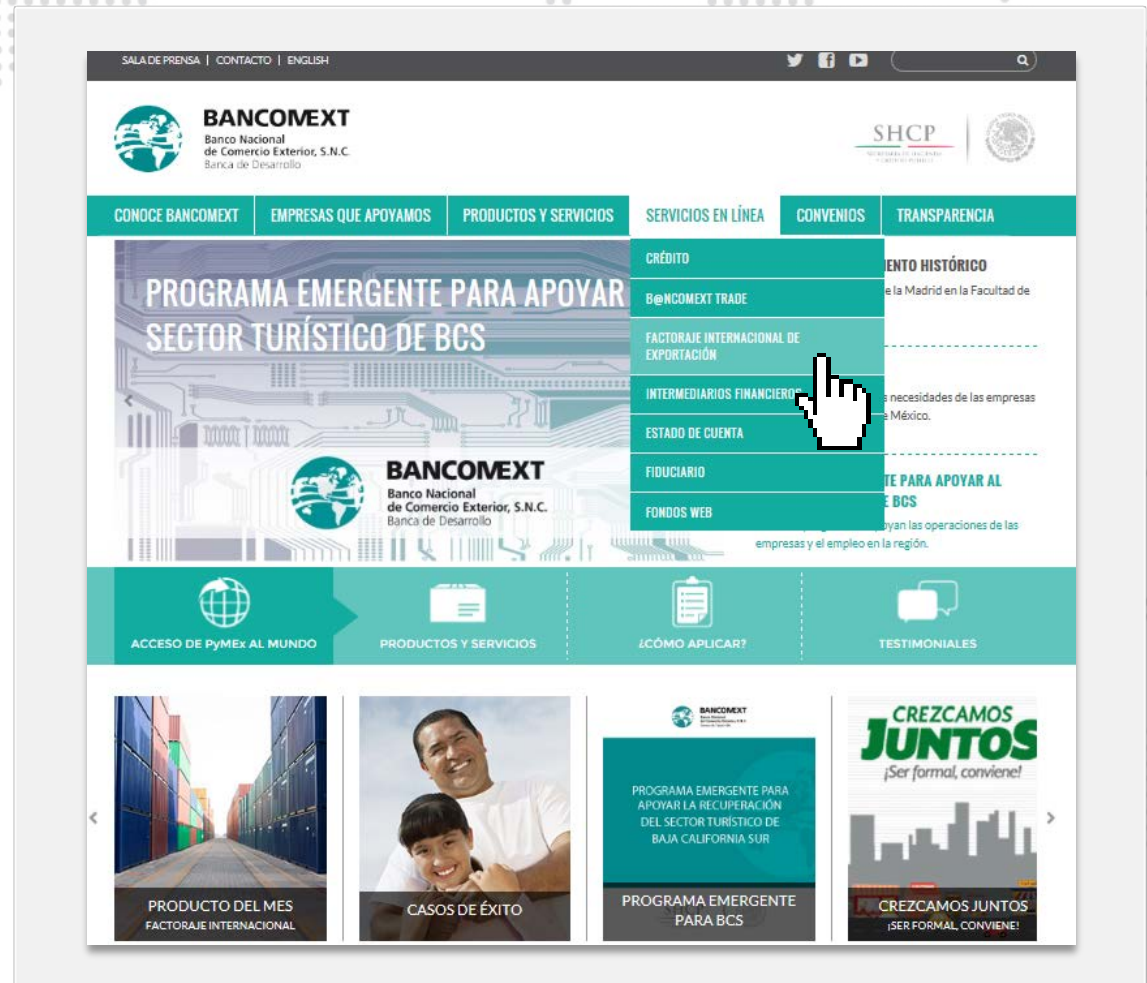 SALA DE PRENSA | CONTACTO | ENGLISH
BANCOMEXT
Banco Nacional
de Comercio Exterior, S.N.C.
Banca de Desarrollo
SHCP
CONOCE BANCOMEXT
EMPRESAS QUE APOYAMOS
PRODUCTOS Y SERVICIOS
SERVICIOS EN LÍNEA
CONVENIOS
TRANSPARENCIA
PROGRAMA EMERGENTE PARA APOYAR
SECTOR TURÍSTICO DE BCS
BANCOMEXT
Banco Nacional
de Comercio Exterior, S.N.C.
Banca de Desarrollo
CRÉDITO
B@NCOMEXT TRADE
FACTORAJE INTERNACIONAL DE
EXPORTACIÓN
INTERMEDIARIOS FINANCIEROS
ESTADO DE CUENTA
FIDUCIARIO
FONDOS WEB
HISTÓRICO
e la Madrid en la Facultad de
necesidades de las empresas
México.
TE PARA APOYAR AL
BCS
las operaciones de las
empresas y el empleo en la región.
ACCESO DE PyMEx AL MUNDO
PRODUCTOS Y SERVICIOS
¿CÓMO APLICAR?
TESTIMONIALES
PRODUCTO DEL MES
FACTORAJE INTERNACIONAL
CASOS DE ÉXITO
BANCOMEXT
PROGRAMA EMERGENTE PARA
APOYAR LA RECUPERACIÓN
DEL SECTOR TURÍSTICO DE
BAJA CALIFORNIA SUR
PROGRAMA EMERGENTE
PARA BCS
CREZCAMOS
JUNTOS
¡Ser formal, conviene!
CREZCAMOS JUNTOS
¡SER FORMAL, CONVIENE!